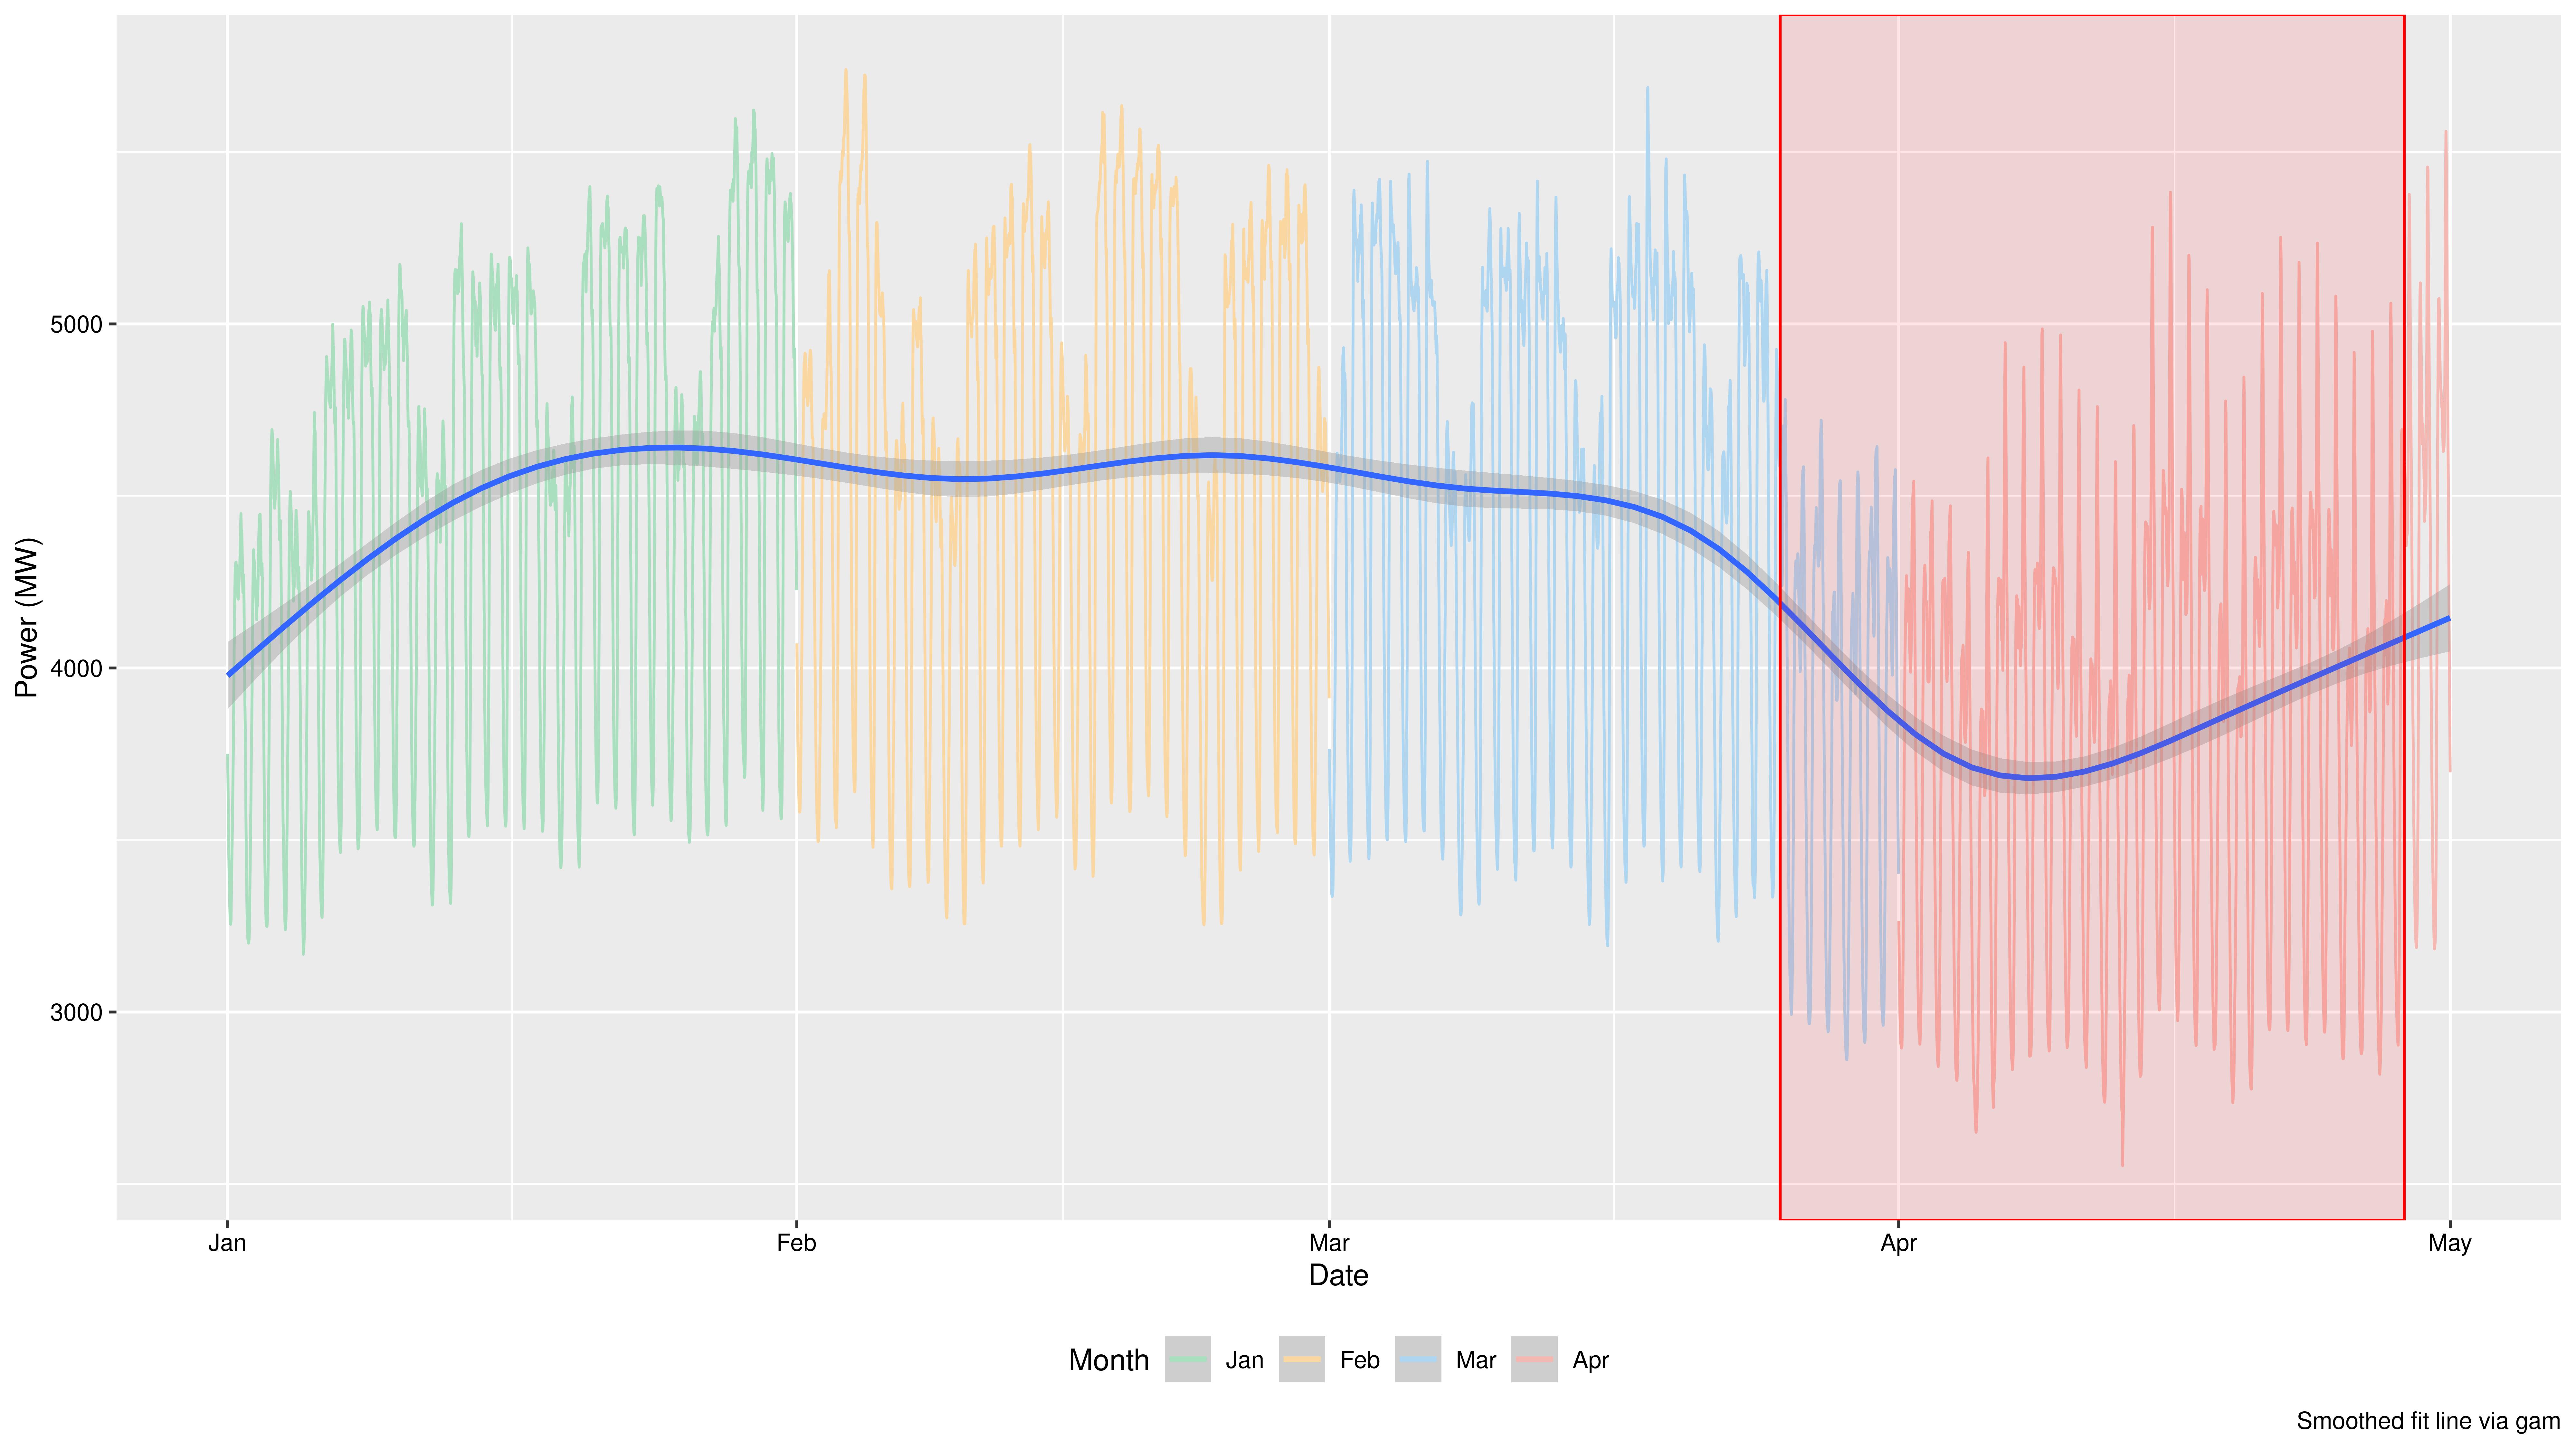 Power (MW)
5000
4000
3000
Jan Feb Mar Apr May
Date
Month Jan Feb Mar Apr
Smoothed fit line via gam